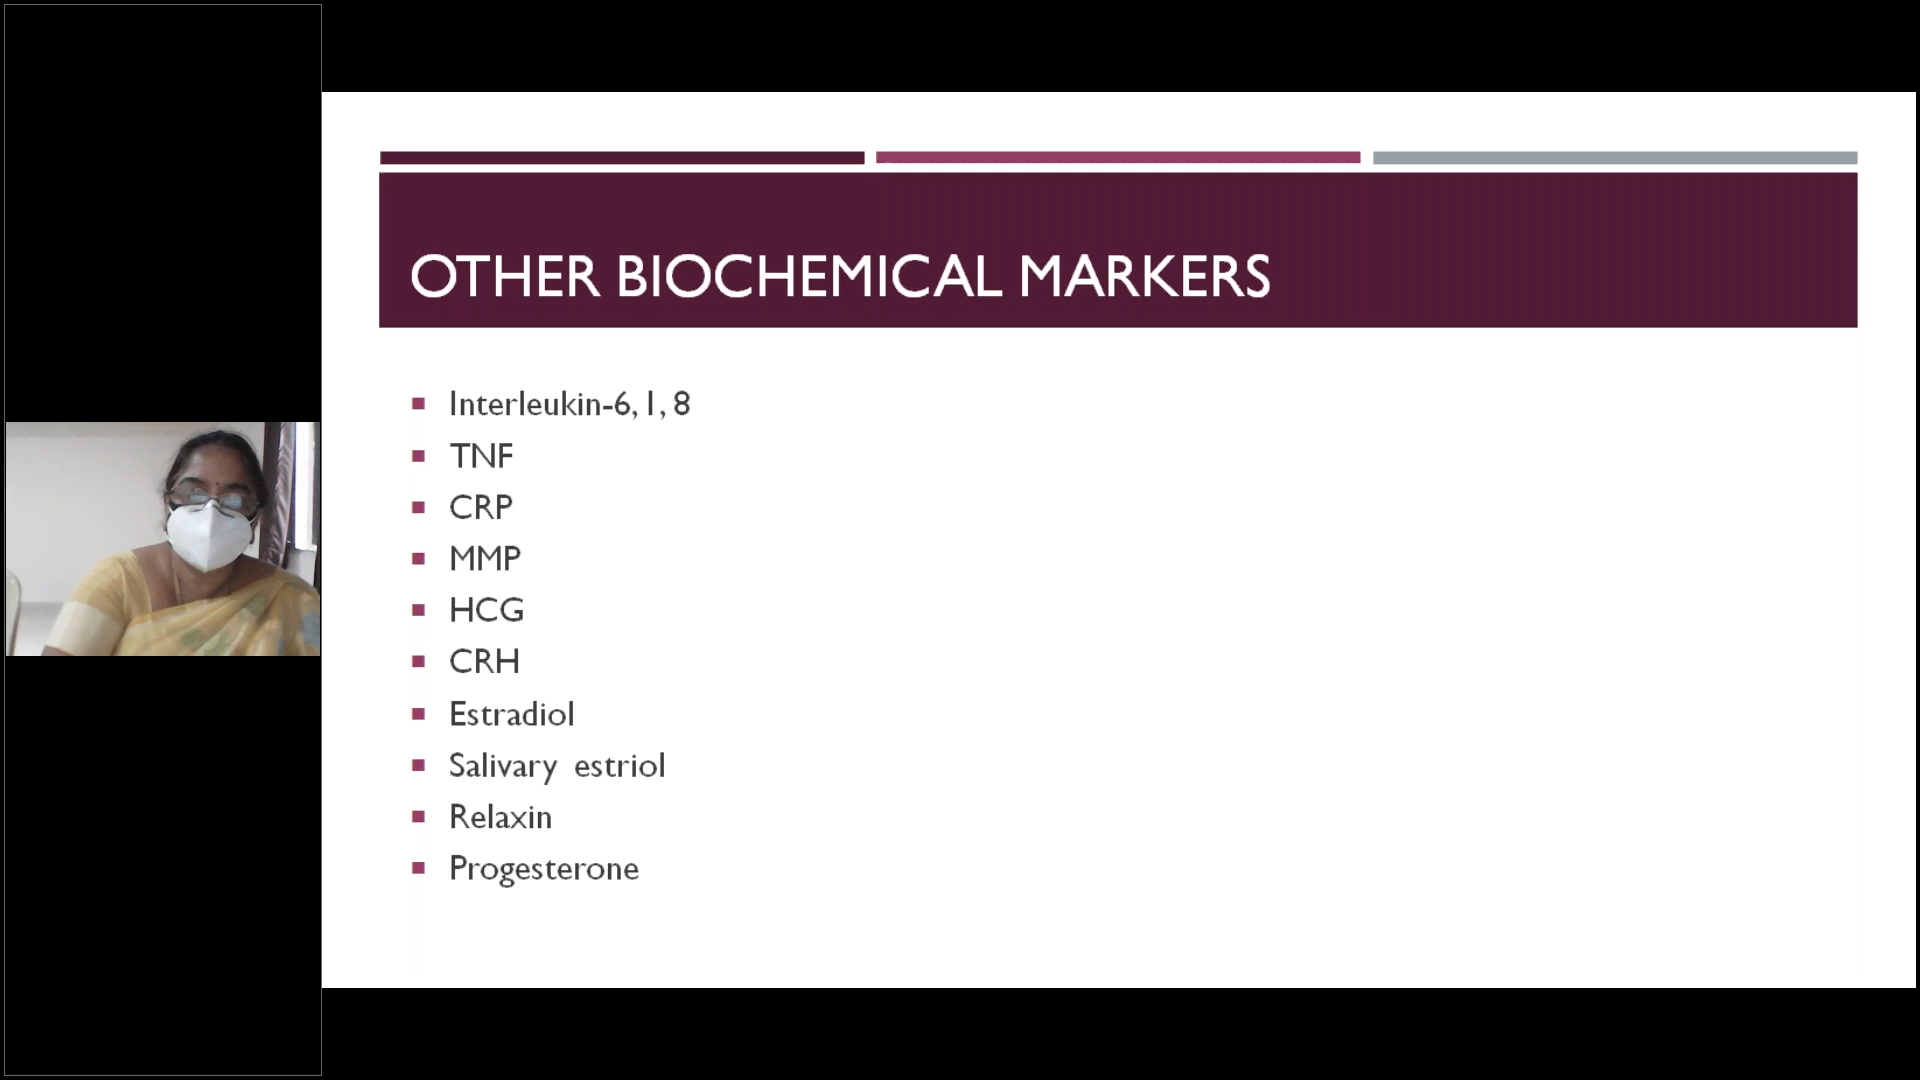 OTHER BIOCHEMICAL MARKERS
Interleukin-6, 1, 8
TNF
CRP
MMP
HCG
CRH
Estradiol
Salivary estriol
Relaxin
Progesterone